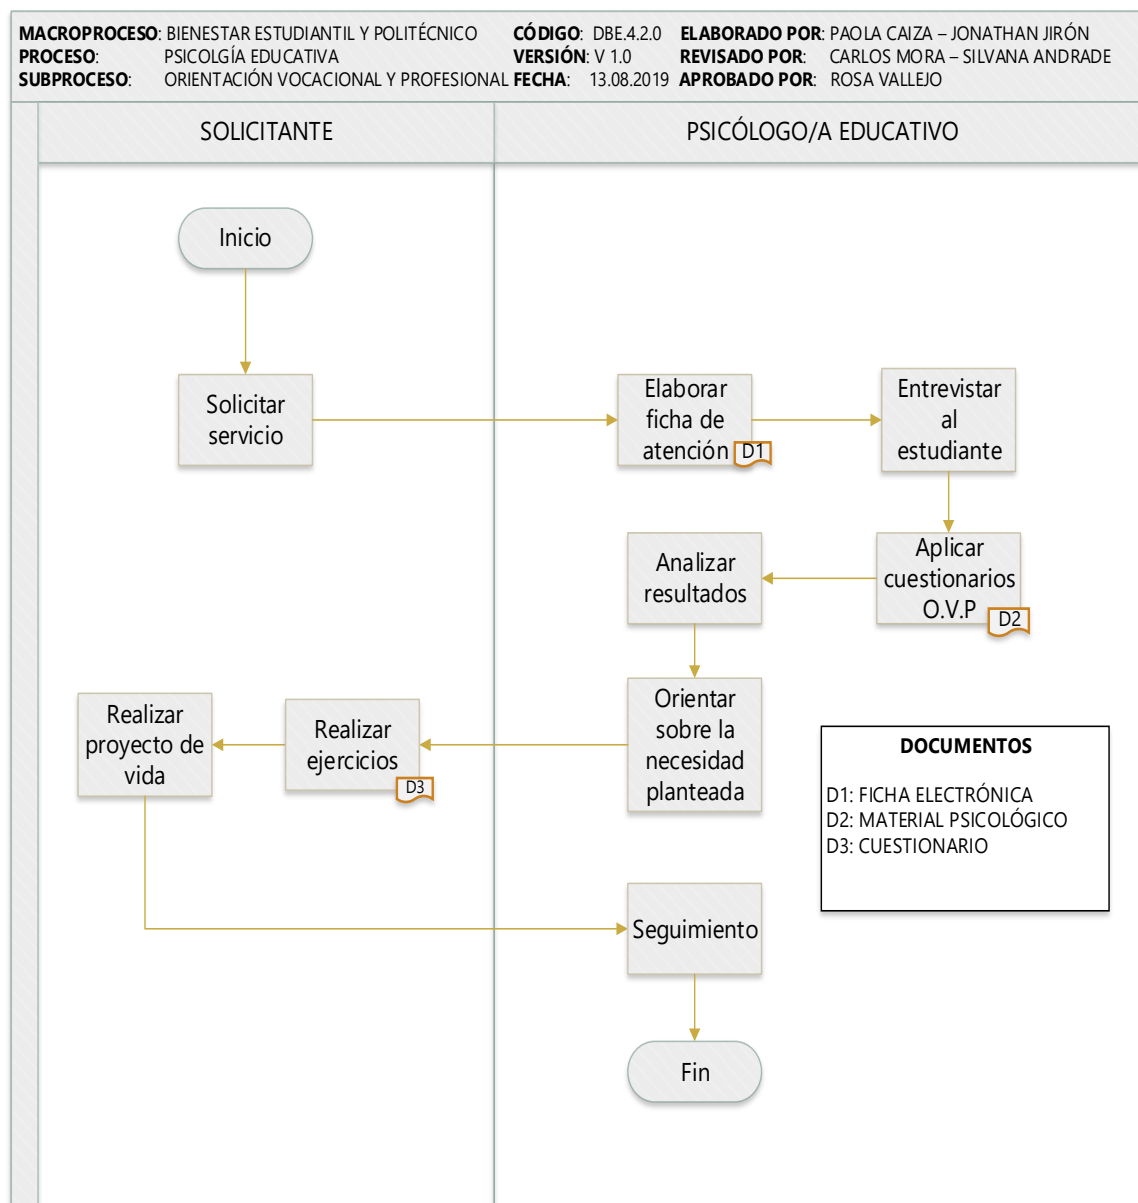 MACROPROCESO: BIENESTAR ESTUDIANTIL Y POLITÉCNICO CÓDIGO: DBE.4.2.0 ELABORADO POR: PAOLA CAIZA – JONATHAN JIRÓN
PROCESO: PSICOLGÍA EDUCATIVA VERSIÓN: V 1.0 REVISADO POR: CARLOS MORA – SILVANA ANDRADE
SUBPROCESO: ORIENTACIÓN VOCACIONAL Y PROFESIONAL FECHA: 13.08.2019 APROBADO POR: ROSA VALLEJO
SOLICITANTE
PSICÓLOGO/A EDUCATIVO
Inicio
Solicitar
servicio
Elaborar
ficha de
atención
D1
Entrevistar
al
estudiante
Aplicar
cuestionarios
O.V.P
D2
Analizar
resultados
Orientar
sobre la
necesidad
planteada
Realizar
ejercicios
D3
Realizar
proyecto de
vida
DOCUMENTOS
D1: FICHA ELECTRÓNICA
D2: MATERIAL PSICOLÓGICO
D3: CUESTIONARIO
Seguimiento
Fin